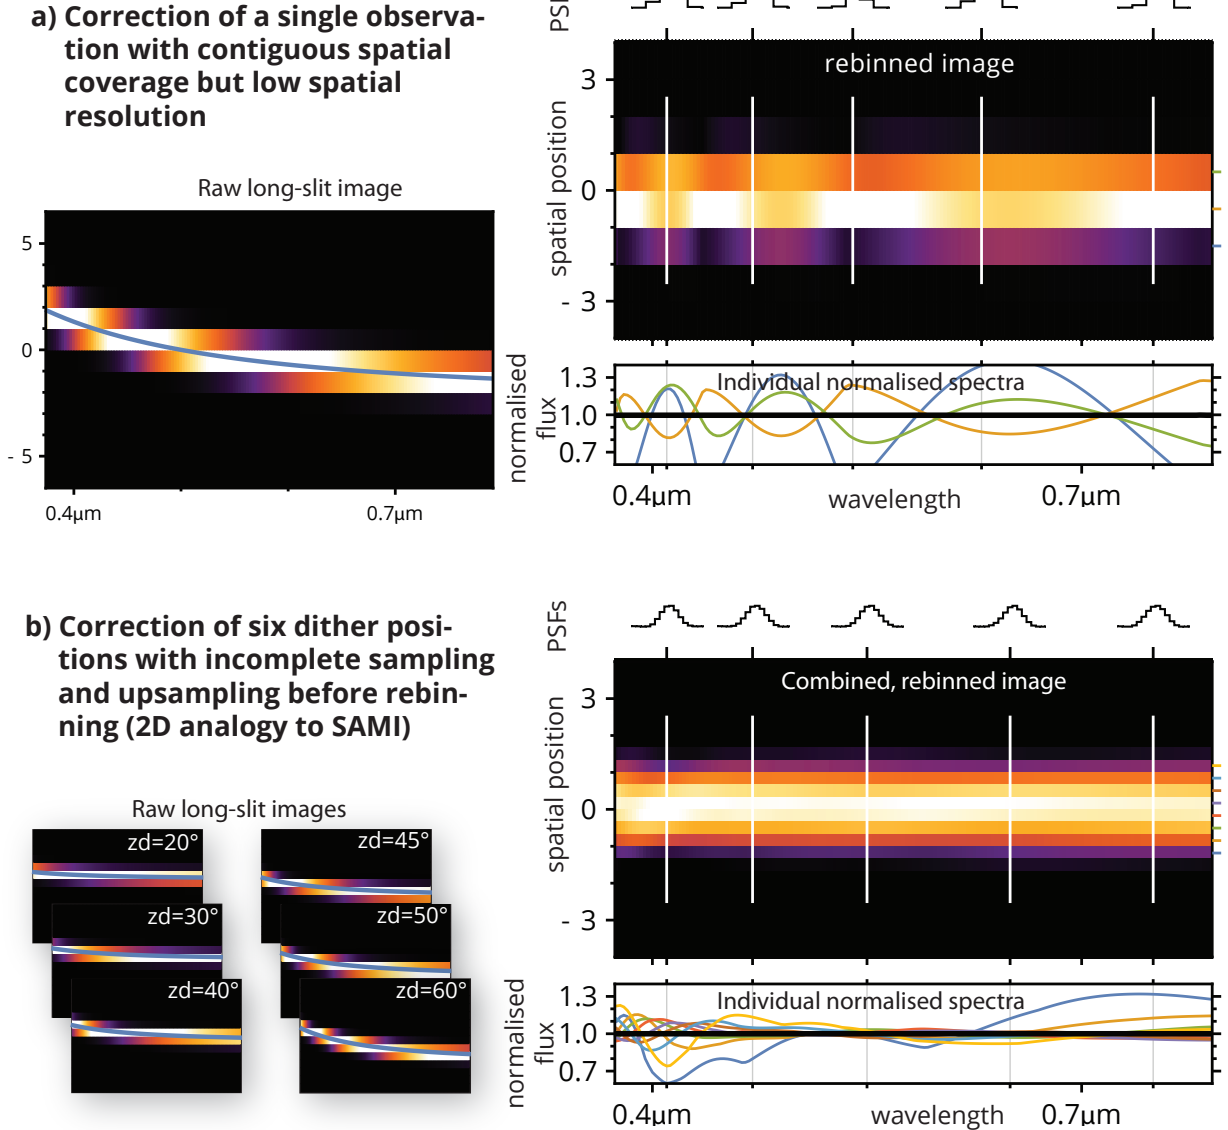 a) Correction of a single observa-
tion with contiguous spatial
coverage but low spatial
resolution
Raw long-slit image
5
0
- 5
0.4μm
0.7μm
rebinned image
spatial position
3
0
- 3
normalised
flux
Individual normalised spectra
1.3
1.0
0.7
0.4μm
wavelength
0.7μm
b) Correction of six dither posi-
tions with incomplete sampling
and upsampling before rebin-
ning (2D analogy to SAMI)
Raw long-slit images
zd=20°
zd=45°
zd=30°
zd=50°
zd=40°
zd=60°
PSFs
Combined, rebinned image
spatial position
3
0
- 3
normalised
flux
Individual normalised spectra
1.3
1.0
0.7
0.4μm
wavelength
0.7μm